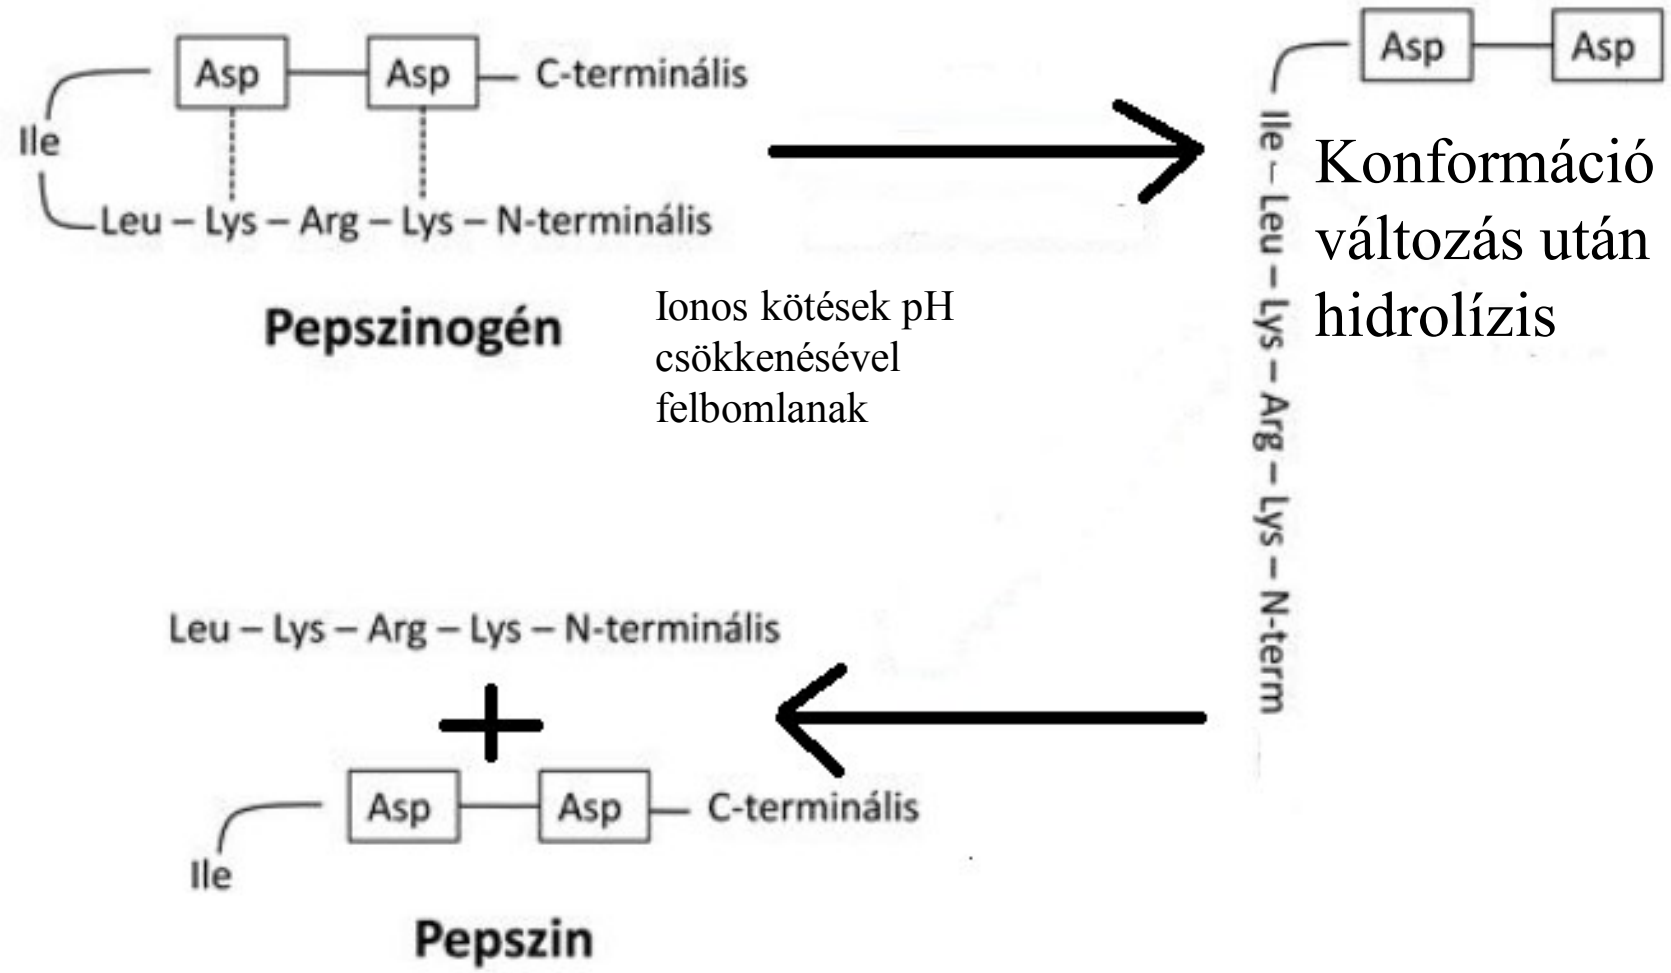 Asp Asp C-terminális
Ile
Leu – Lys – Arg – Lys – N-terminális
Pepszinogén
Ionos kötések pH
csökkenésével
felbomlanak
Asp Asp
Ile – Leu – Lys – Arg – Lys – N-term
Konformáció
változás után
hidrolízis
Leu – Lys – Arg – Lys – N-terminális
+
Asp Asp C-terminális
Ile
Pepszin